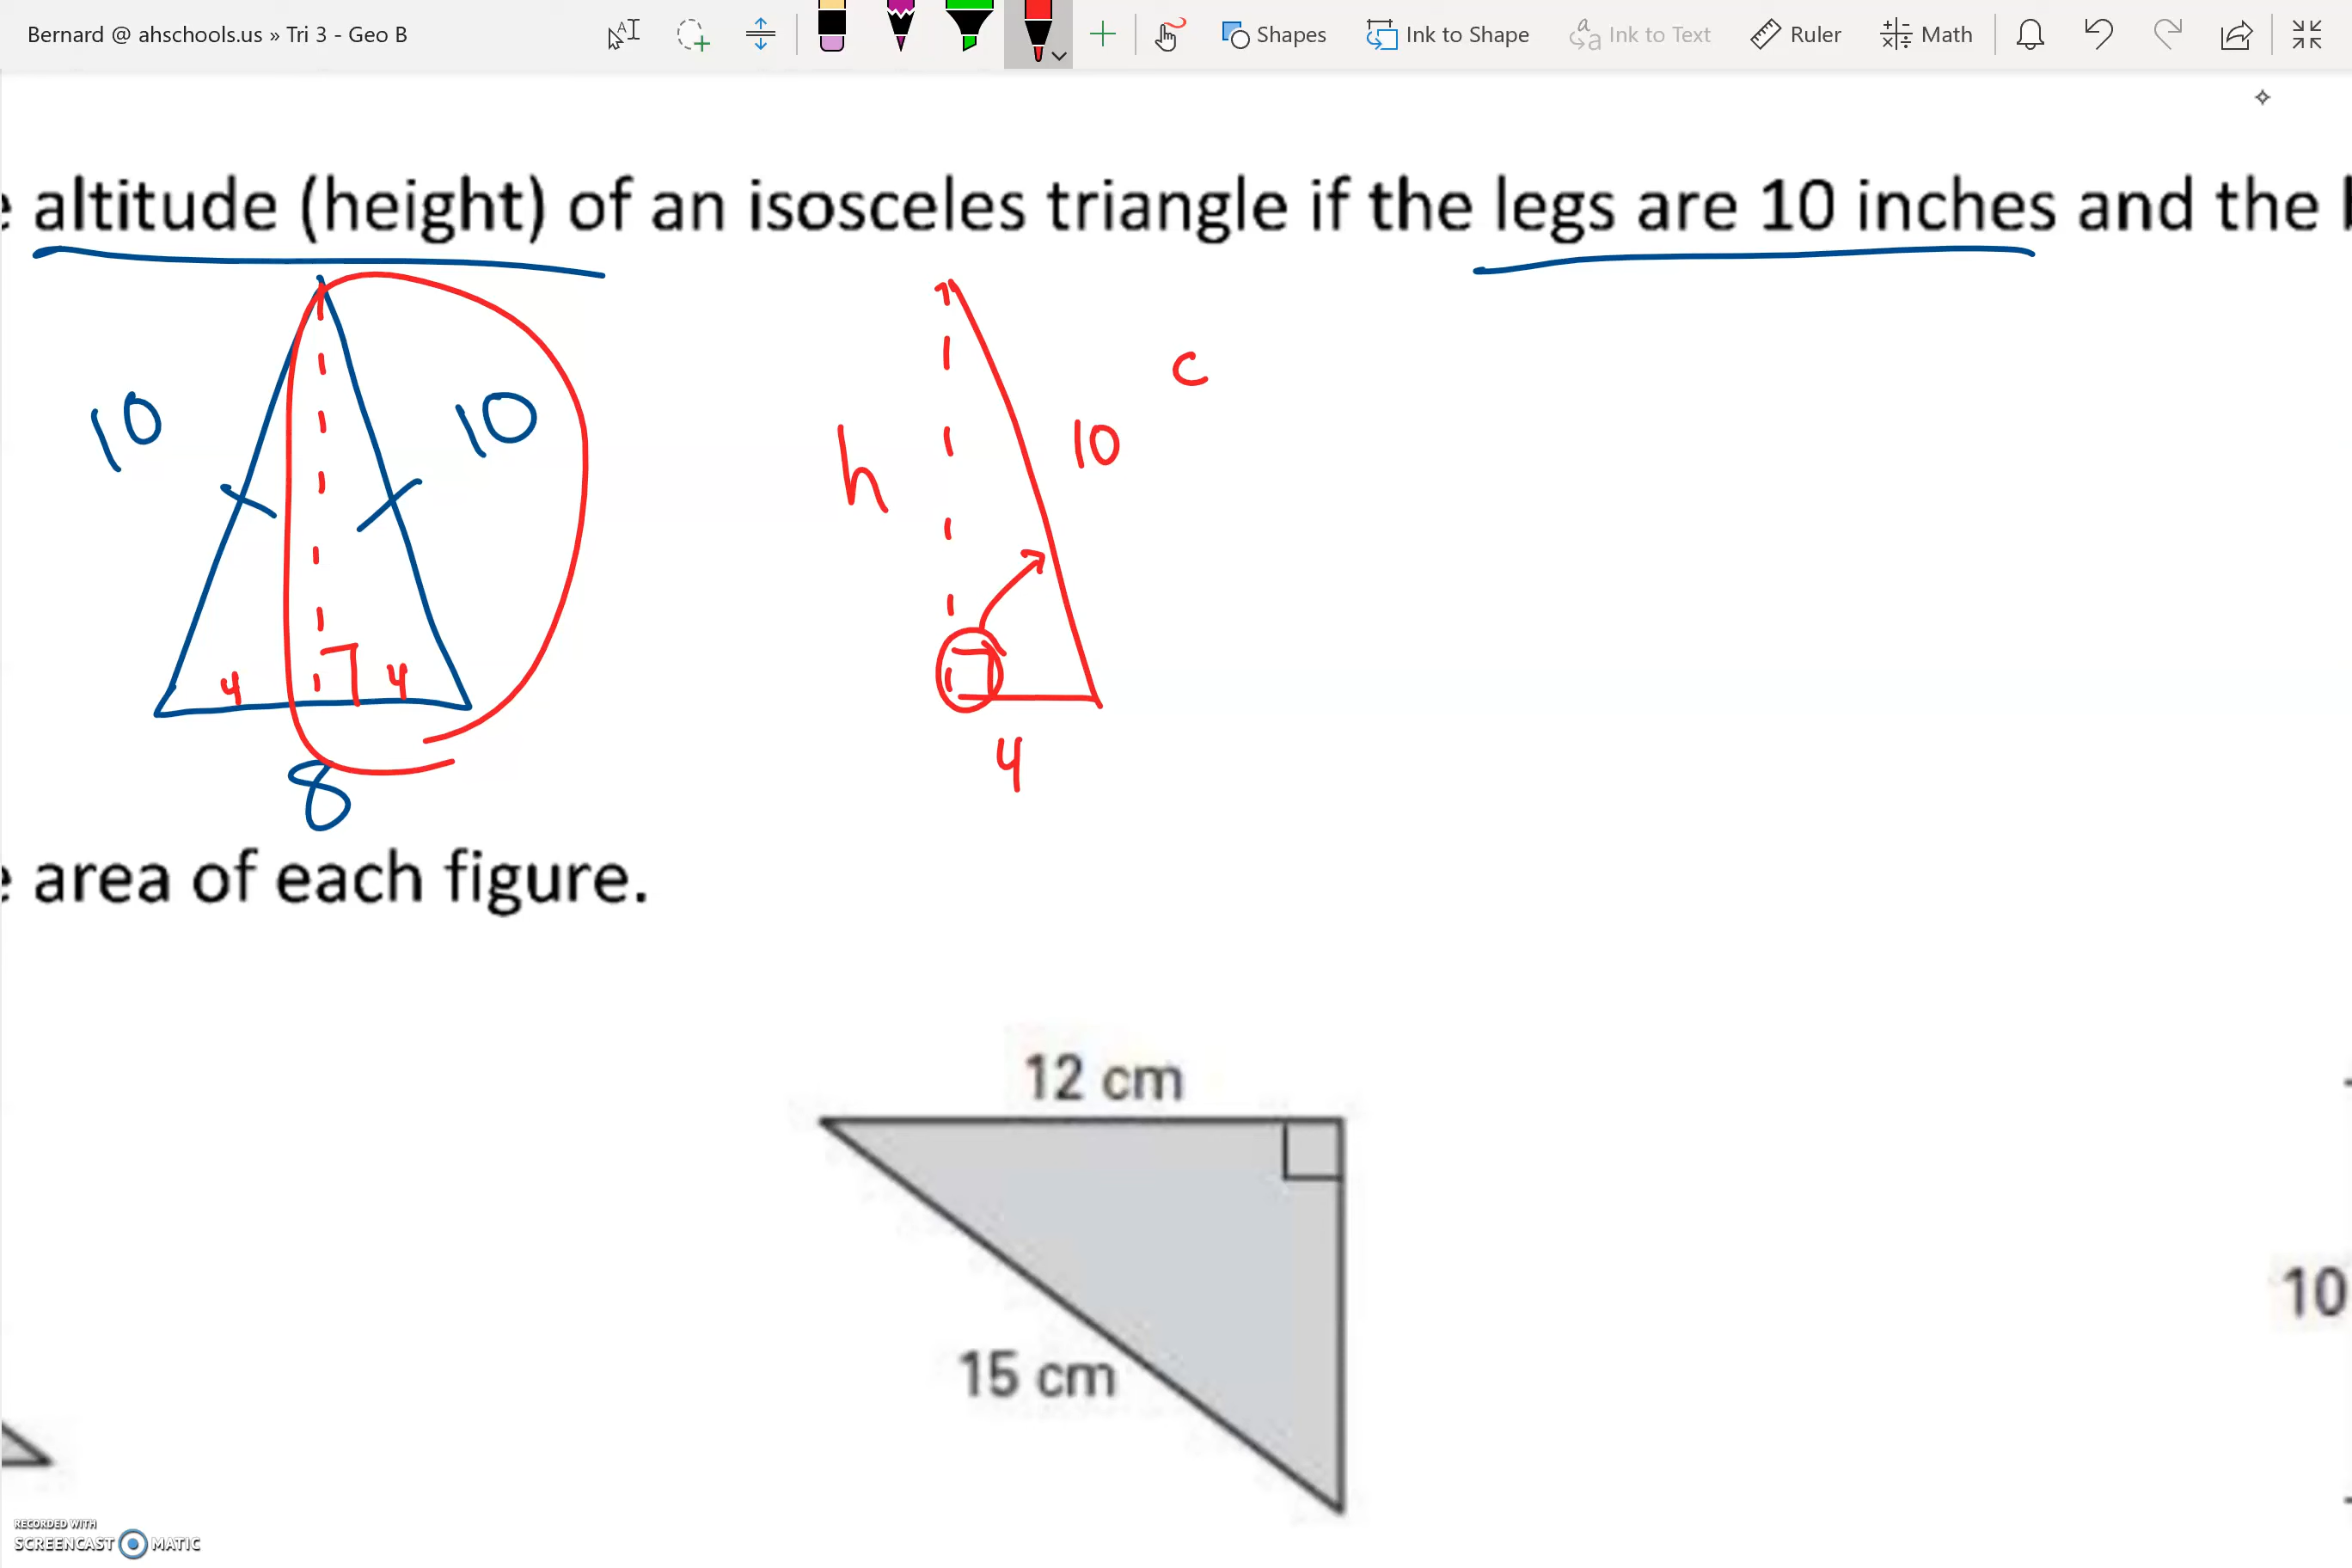 Bernard @ ahschools.us » Tri 3 - Geo B
Shapes
Ink to Shape
Ink to Text
Ruler
Math
altitude (height) of an isosceles triangle if the legs are 10 inches and the
10
10
4
4
8
h
10
c
4
area of each figure.
12 cm
15 cm
10
RECORDED WITH
SCREENCAST MATIC